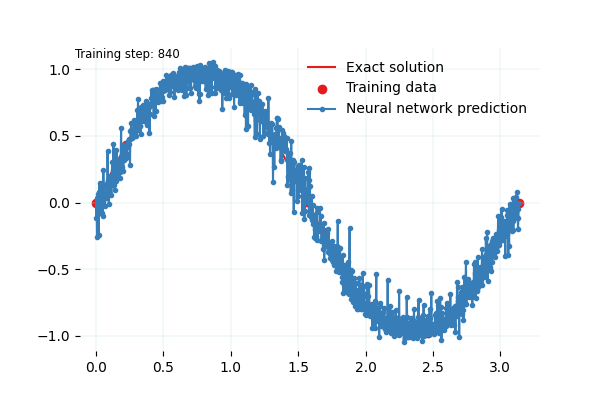 Training step: 840
Exact solution
Training data
Neural network prediction
1.0
0.5
0.0
−0.5
−1.0
0.0 0.5 1.0 1.5 2.0 2.5 3.0